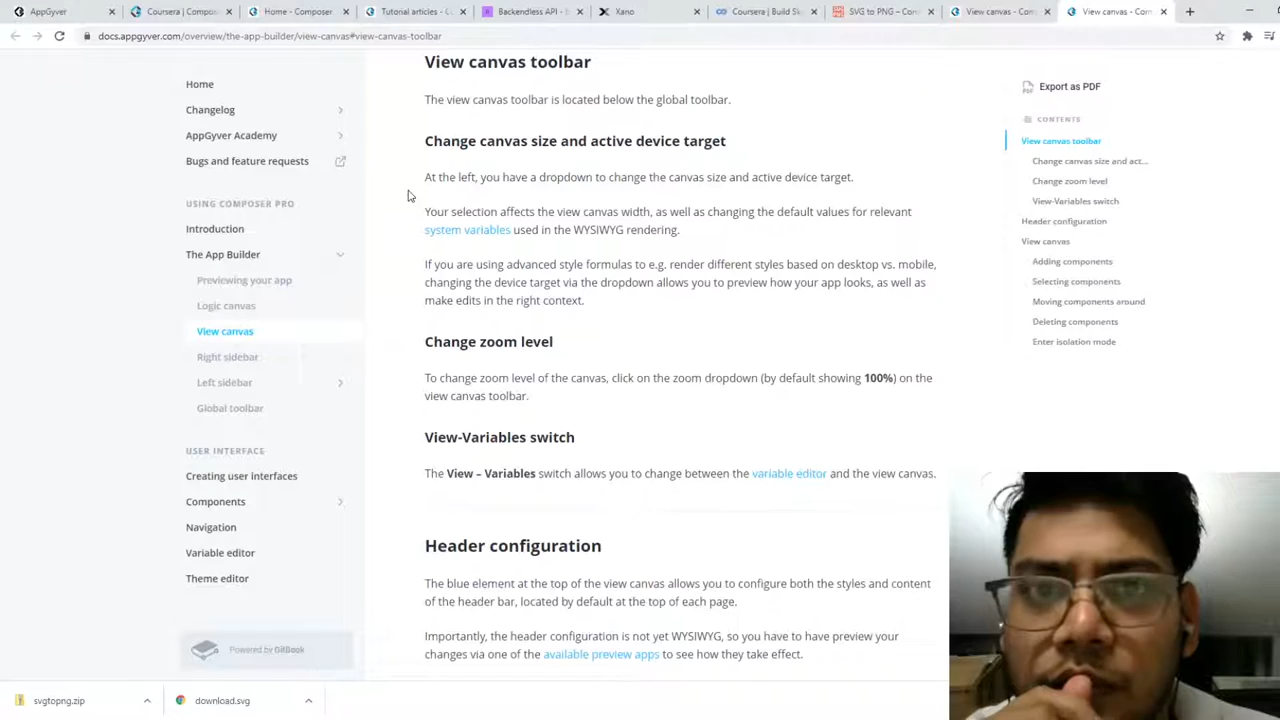 AppGyver
Coursera | Compos
Home - Composer
Tutorial articles - C
Backendless API - b
Xano
Coursera | Build Sk
SVG to PNG – Con
View canvas - Com
View canvas - Com
docs.appgyver.com/overview/the-app-builder/view-canvas#view-canvas-toolbar
Home
Changelog
AppGyver Academy
Bugs and feature requests
USING COMPOSER PRO
Introduction
The App Builder
Previewing your app
Logic canvas
View canvas
Right sidebar
Left sidebar
Global toolbar
USER INTERFACE
Creating user interfaces
Components
Navigation
Variable editor
Theme editor
Powered by GitBook
View canvas toolbar
The view canvas toolbar is located below the global toolbar.
Change canvas size and active device target
At the left, you have a dropdown to change the canvas size and active device target.
Your selection affects the view canvas width, as well as changing the default values for relevant
system variables used in the WYSIWYG rendering.
If you are using advanced style formulas to e.g. render different styles based on desktop vs. mobile,
changing the device target via the dropdown allows you to preview how your app looks, as well as
make edits in the right context.
Change zoom level
To change zoom level of the canvas, click on the zoom dropdown (by default showing 100%) on the
view canvas toolbar.
View-Variables switch
The View – Variables switch allows you to change between the variable editor and the view canvas.
Header configuration
The blue element at the top of the view canvas allows you to configure both the styles and content
of the header bar, located by default at the top of each page.
Importantly, the header configuration is not yet WYSIWYG, so you have to have preview your
changes via one of the available preview apps to see how they take effect.
Export as PDF
CONTENTS
View canvas toolbar
Change canvas size and act...
Change zoom level
View-Variables switch
Header configuration
View canvas
Adding components
Selecting components
Moving components around
Deleting components
Enter isolation mode
svgtopng.zip
download.svg